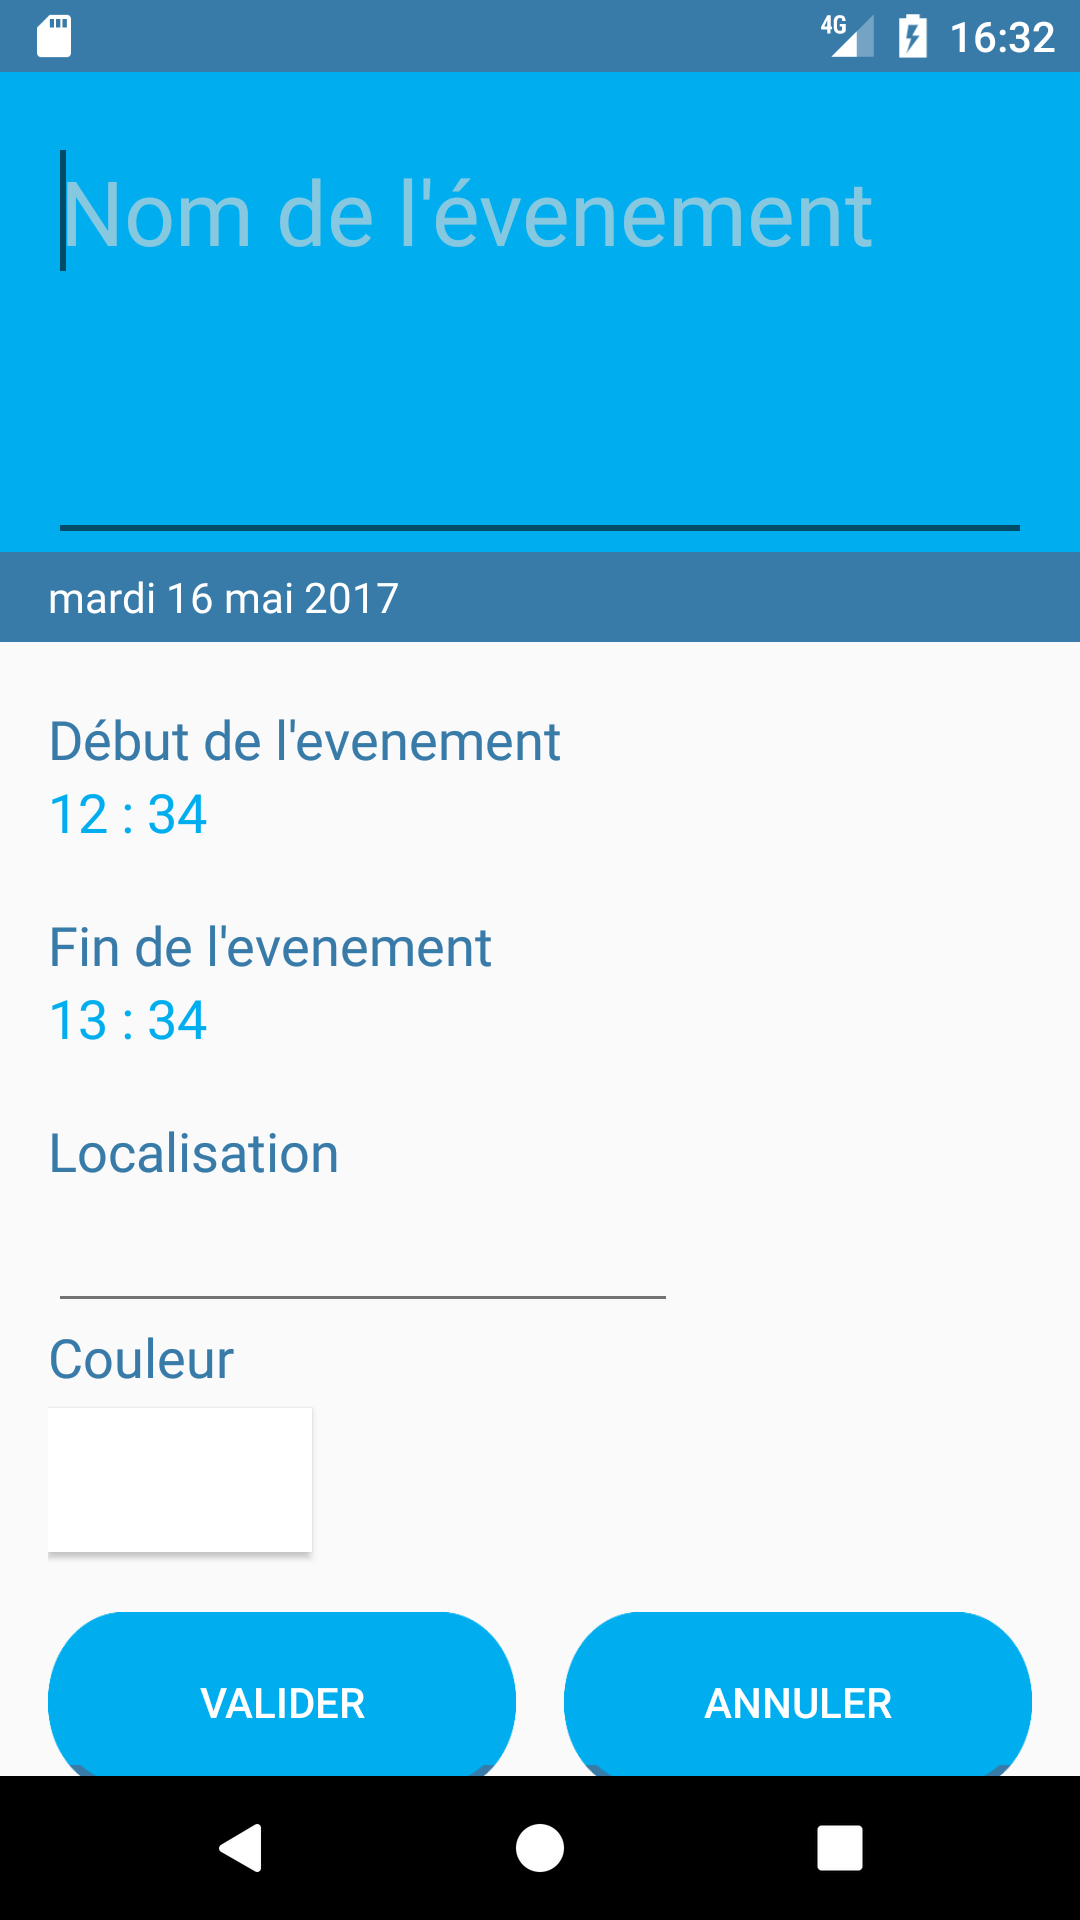 4G 16:32
Nom de l'évenement
mardi 16 mai 2017
Début de l'evenement
12 : 34
Fin de l'evenement
13 : 34
Localisation
Couleur
VALIDER ANNULER